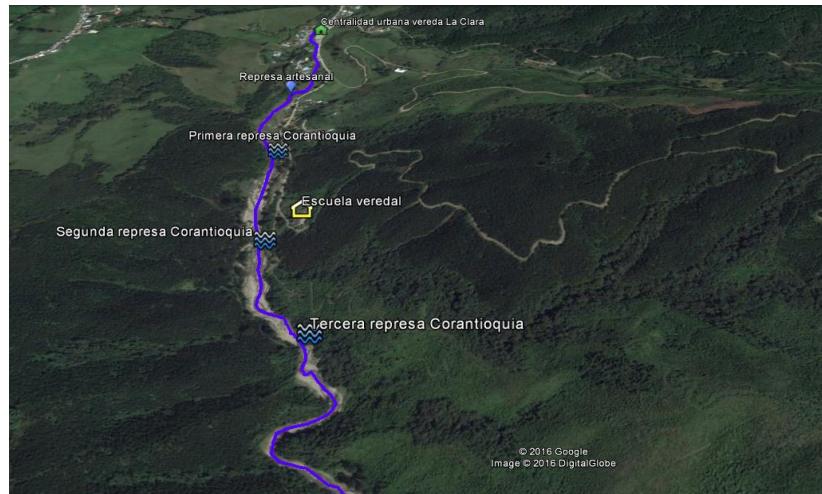 Centralidad urbana vereda La Clara
Represa artesanal
Primera represa Corantioquia
Escuela veredal
Segunda represa Corantioquia
Tercera represa Corantioquia
© 2016 Google
Image © 2016 DigitalGlobe